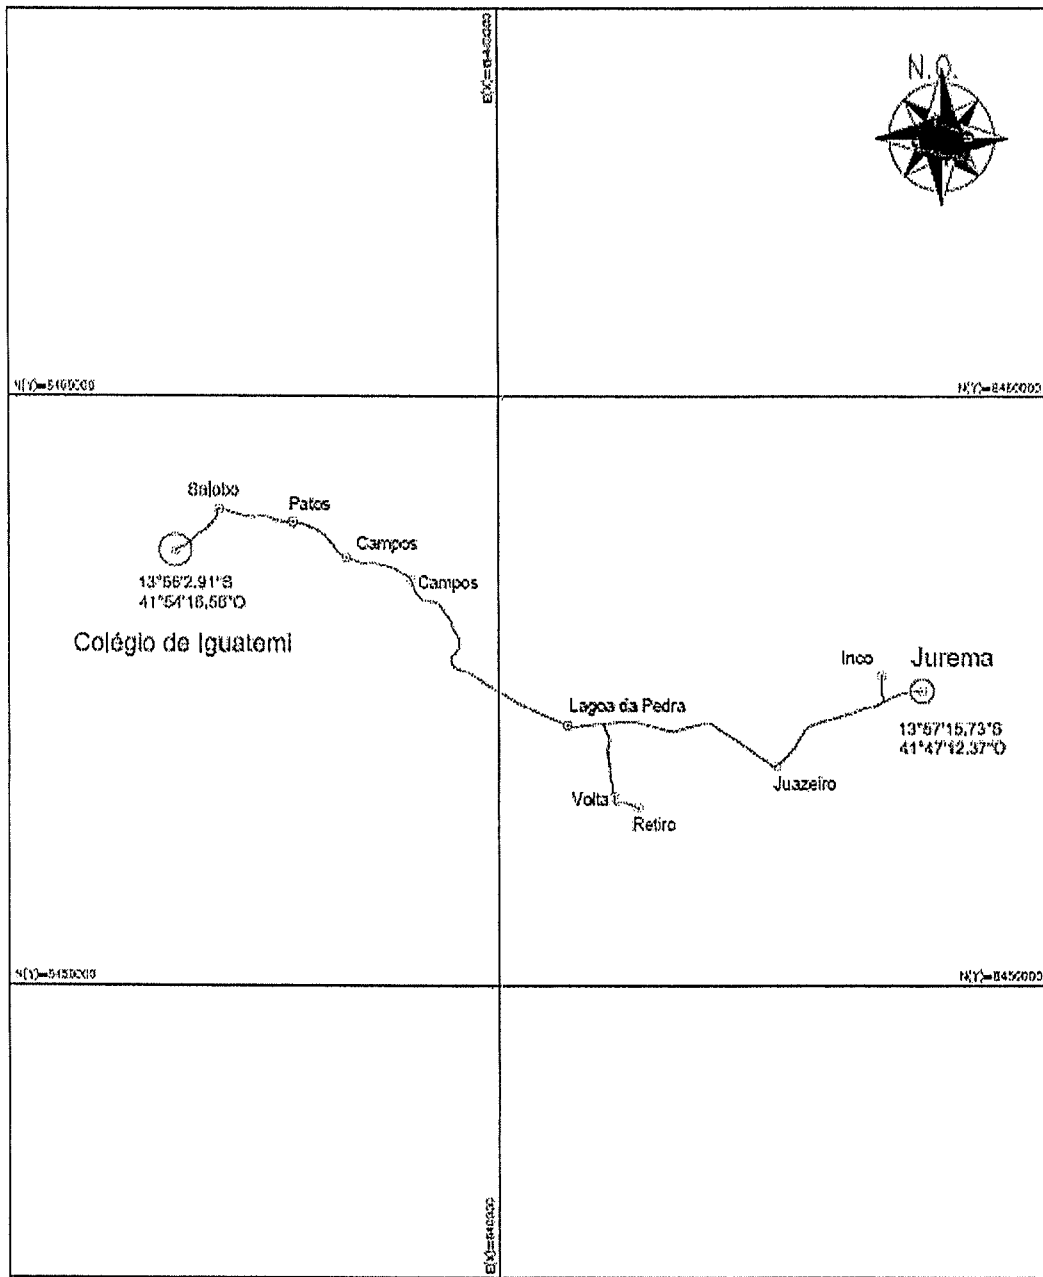 N.O.
Patos
Campos
Campos
13°56'2,91"S
41°54'16,56"O
Colégio de Iguatemi
Inco
Jurema
Lagoa da Pedra
13°57'15,73"S
41°47'12,37"O
Juazeiro
Volta
Retiro
N(Y)=8450000